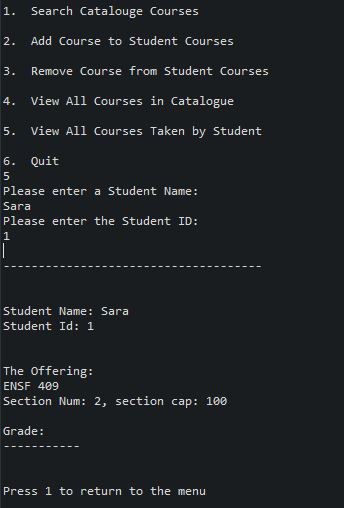 1.  Search Catalouge Courses
2.  Add Course to Student Courses
3.  Remove Course from Student Courses
4.  View All Courses in Catalogue
5.  View All Courses Taken by Student
6.  Quit
5
Please enter a Student Name:
Sara
Please enter the Student ID:
1
-------------------------------------
Student Name: Sara
Student Id: 1
The Offering:
ENSF 409
Section Num: 2, section cap: 100
Grade:
-----------
Press 1 to return to the menu